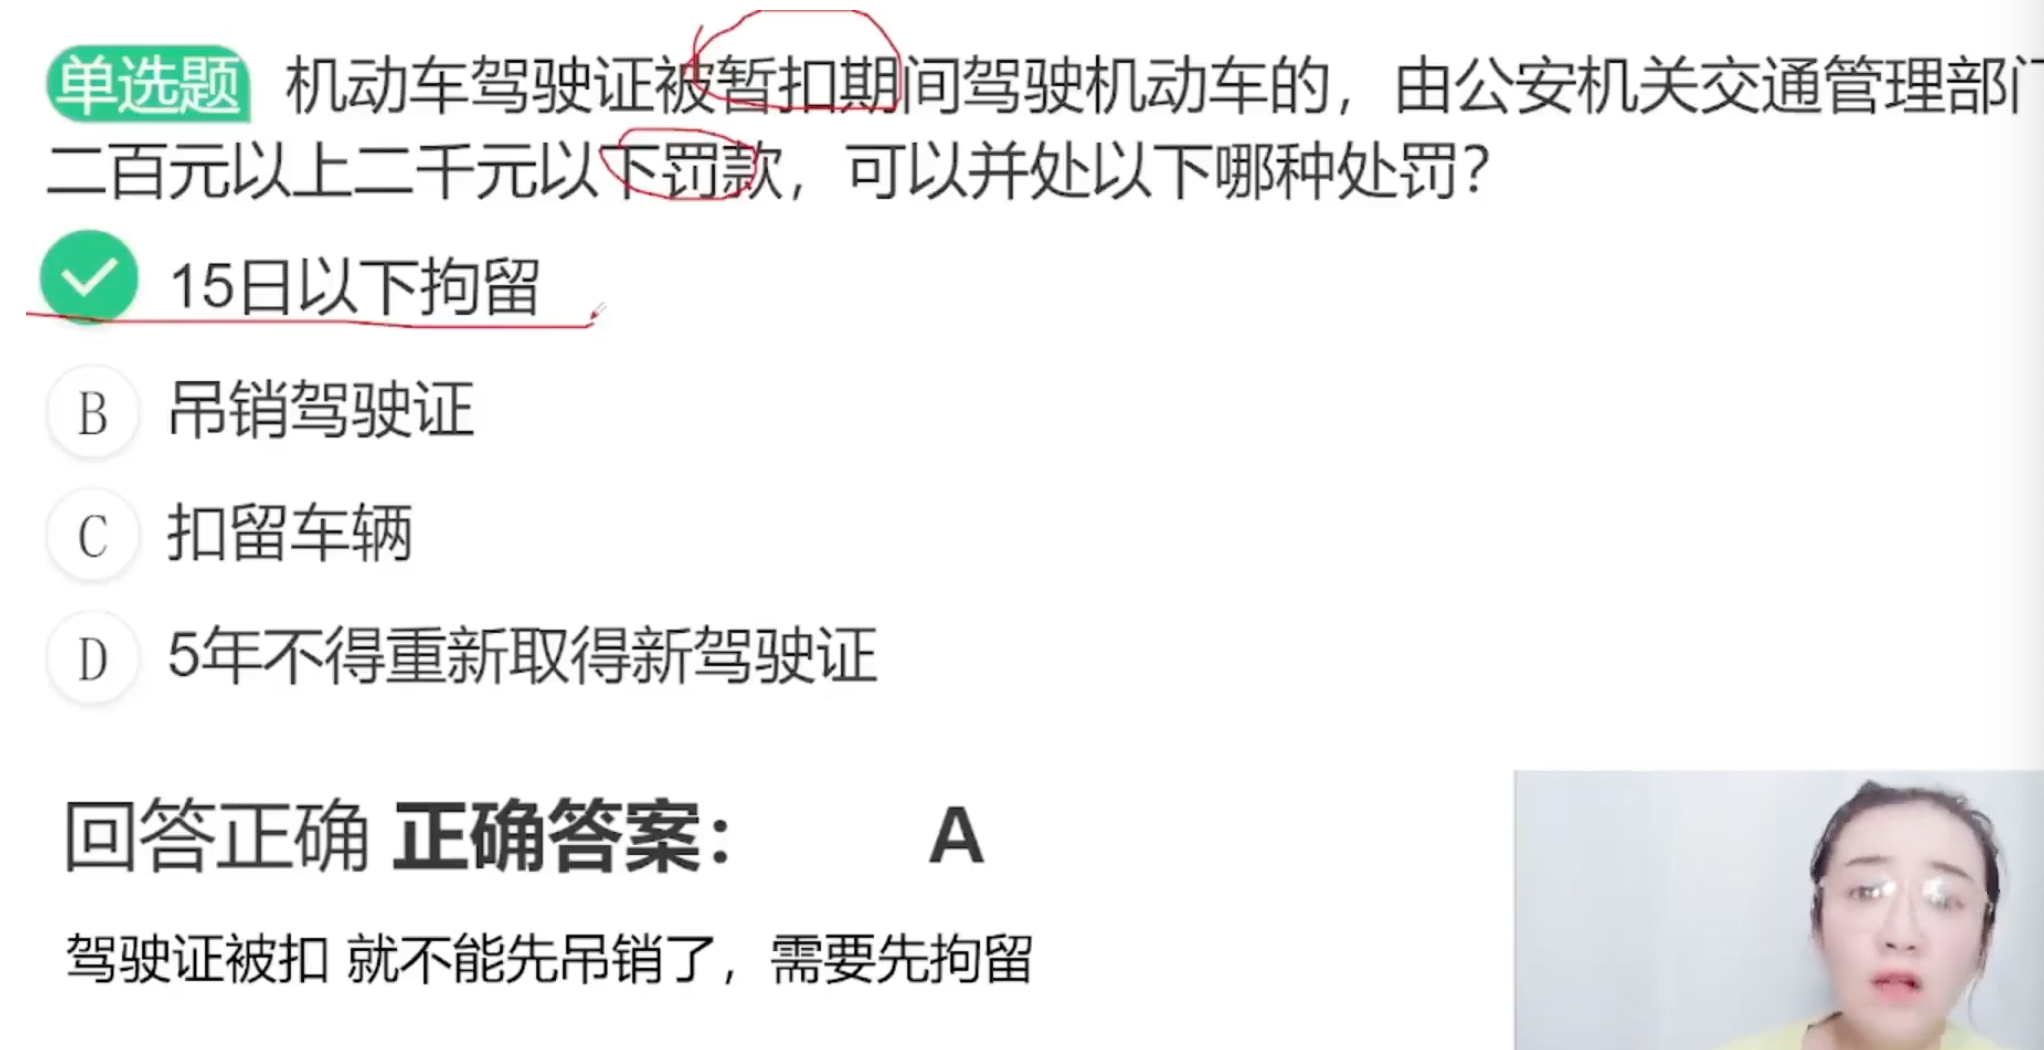 单选题 机动车驾驶证被暂扣期间驾驶机动车的，由公安机关交通管理部门
二百元以上二千元以下罚款，可以并处以下哪种处罚？
15日以下拘留
B 吊销驾驶证
C 扣留车辆
D 5年不得重新取得新驾驶证
回答正确 正确答案： A
驾驶证被扣 就不能先吊销了，需要先拘留